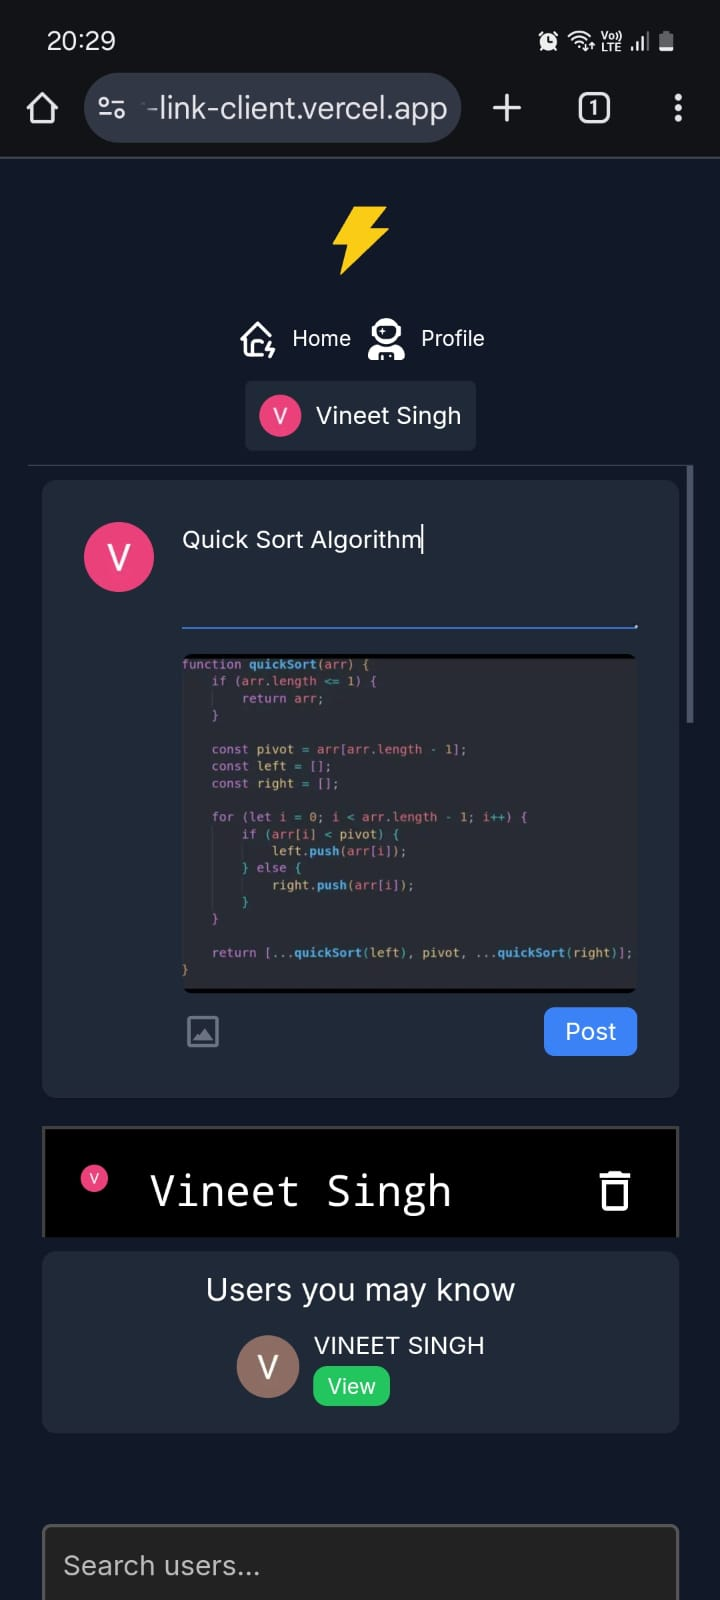 20:29
Vo))
LTE
-link-client.vercel.app
1
Home Profile
V Vineet Singh
V Quick Sort Algorithm
function quickSort(arr) {
    if (arr.length <= 1) {
        return arr;
    }
    const pivot = arr[arr.length - 1];
    const left = [];
    const right = [];
    for (let i = 0; i < arr.length - 1; i++) {
        if (arr[i] < pivot) {
            left.push(arr[i]);
        } else {
            right.push(arr[i]);
        }
    }
    return [...quickSort(left), pivot, ...quickSort(right)];
}
Post
V Vineet Singh
Users you may know
V VINEET SINGH
View
Search users...